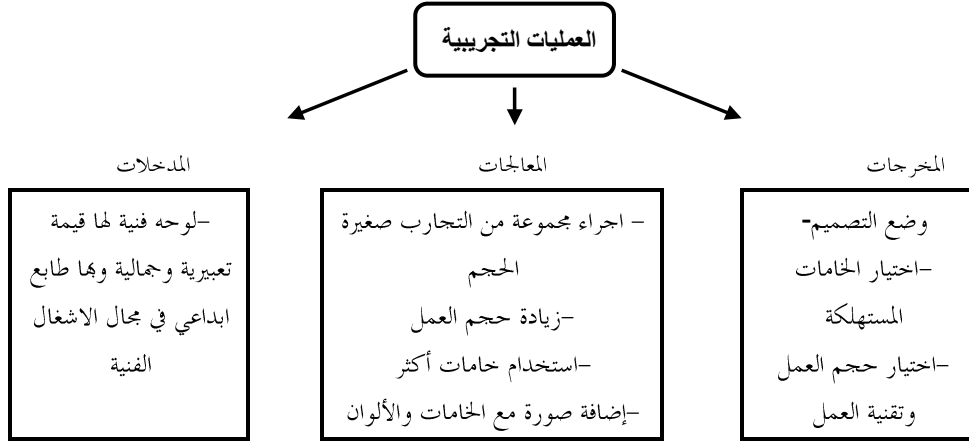 العمليات التجريبية
المخرجات
وضع التصميم-
–اختيار الخامات
المستهلكة
–اختيار حجم العمل
وتقنية العمل
المعالجات
– اجراء مجموعة من التجارب صغيرة
الحجم
–زيادة حجم العمل
–استخدام خامات أكثر
–إضافة صورة مع الخامات والألوان
المدخلات
–لوحه فنية لها قيمة
تعبيرية وجمالية وبها طابع
ابداعي في مجال الاشغال
الفنية